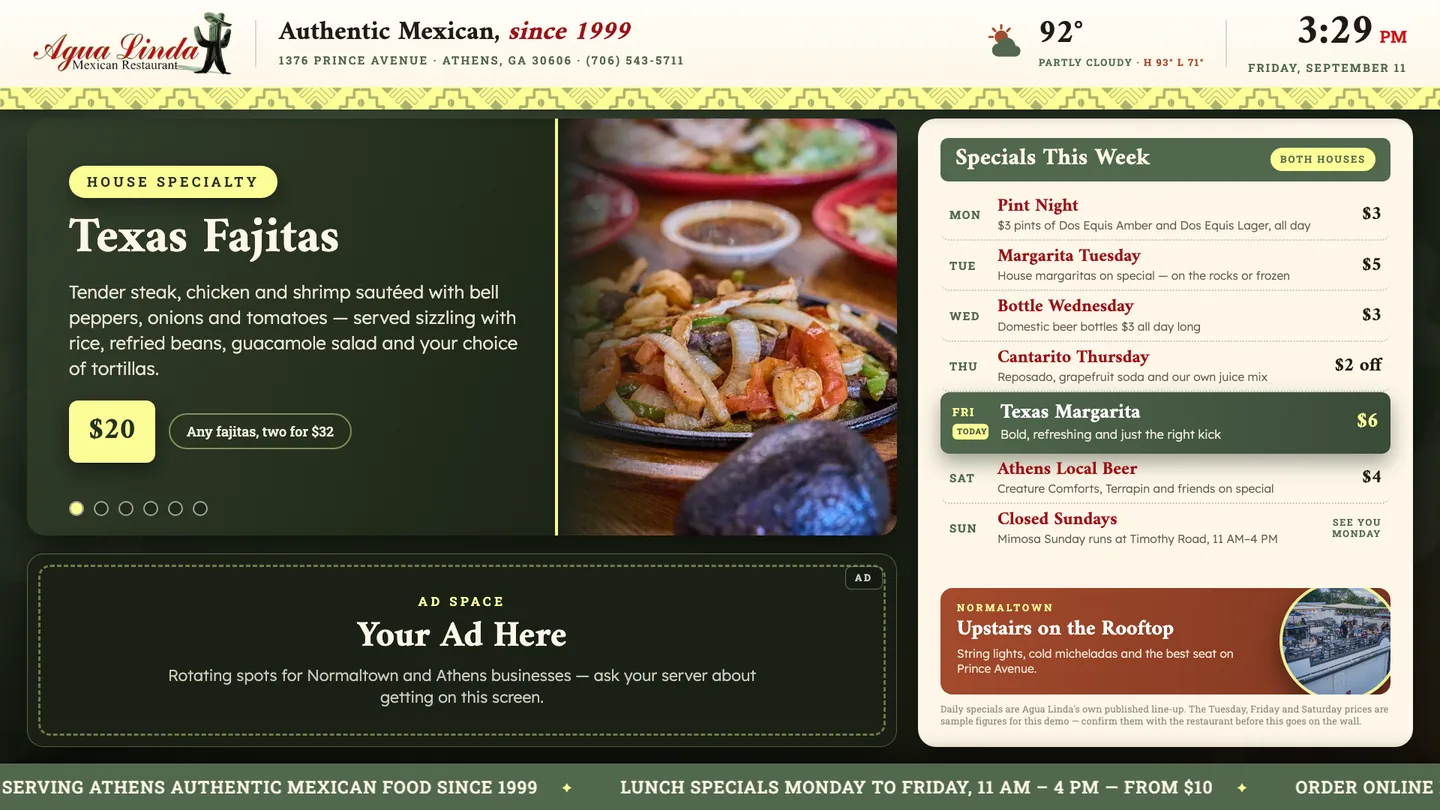 Agua Linda
Mexican Restaurant
Authentic Mexican, since 1999
1376 PRINCE AVENUE · ATHENS, GA 30606 · (706) 543-5711
92°
PARTLY CLOUDY · H 93° L 71°
3:29 PM
FRIDAY, SEPTEMBER 11
HOUSE SPECIALTY
Texas Fajitas
Tender steak, chicken and shrimp sautéed with bell
peppers, onions and tomatoes — served sizzling with
rice, refried beans, guacamole salad and your choice
of tortillas.
$20
Any fajitas, two for $32
AD
AD SPACE
Your Ad Here
Rotating spots for Normaltown and Athens businesses — ask your server about
getting on this screen.
Specials This Week
BOTH HOUSES
MON
Pint Night
$3 pints of Dos Equis Amber and Dos Equis Lager, all day
$3
TUE
Margarita Tuesday
House margaritas on special — on the rocks or frozen
$5
WED
Bottle Wednesday
Domestic beer bottles $3 all day long
$3
THU
Cantarito Thursday
Reposado, grapefruit soda and our own juice mix
$2 off
FRI
TODAY
Texas Margarita
Bold, refreshing and just the right kick
$6
SAT
Athens Local Beer
Creature Comforts, Terrapin and friends on special
$4
SUN
Closed Sundays
Mimosa Sunday runs at Timothy Road, 11 AM–4 PM
SEE YOU
MONDAY
NORMALTOWN
Upstairs on the Rooftop
String lights, cold micheladas and the best seat on
Prince Avenue.
Daily specials are Agua Linda's own published line-up. The Tuesday, Friday and Saturday prices are
sample figures for this demo — confirm them with the restaurant before this goes on the wall.
SERVING ATHENS AUTHENTIC MEXICAN FOOD SINCE 1999 ✦ LUNCH SPECIALS MONDAY TO FRIDAY, 11 AM – 4 PM — FROM $10 ✦ ORDER ONLINE